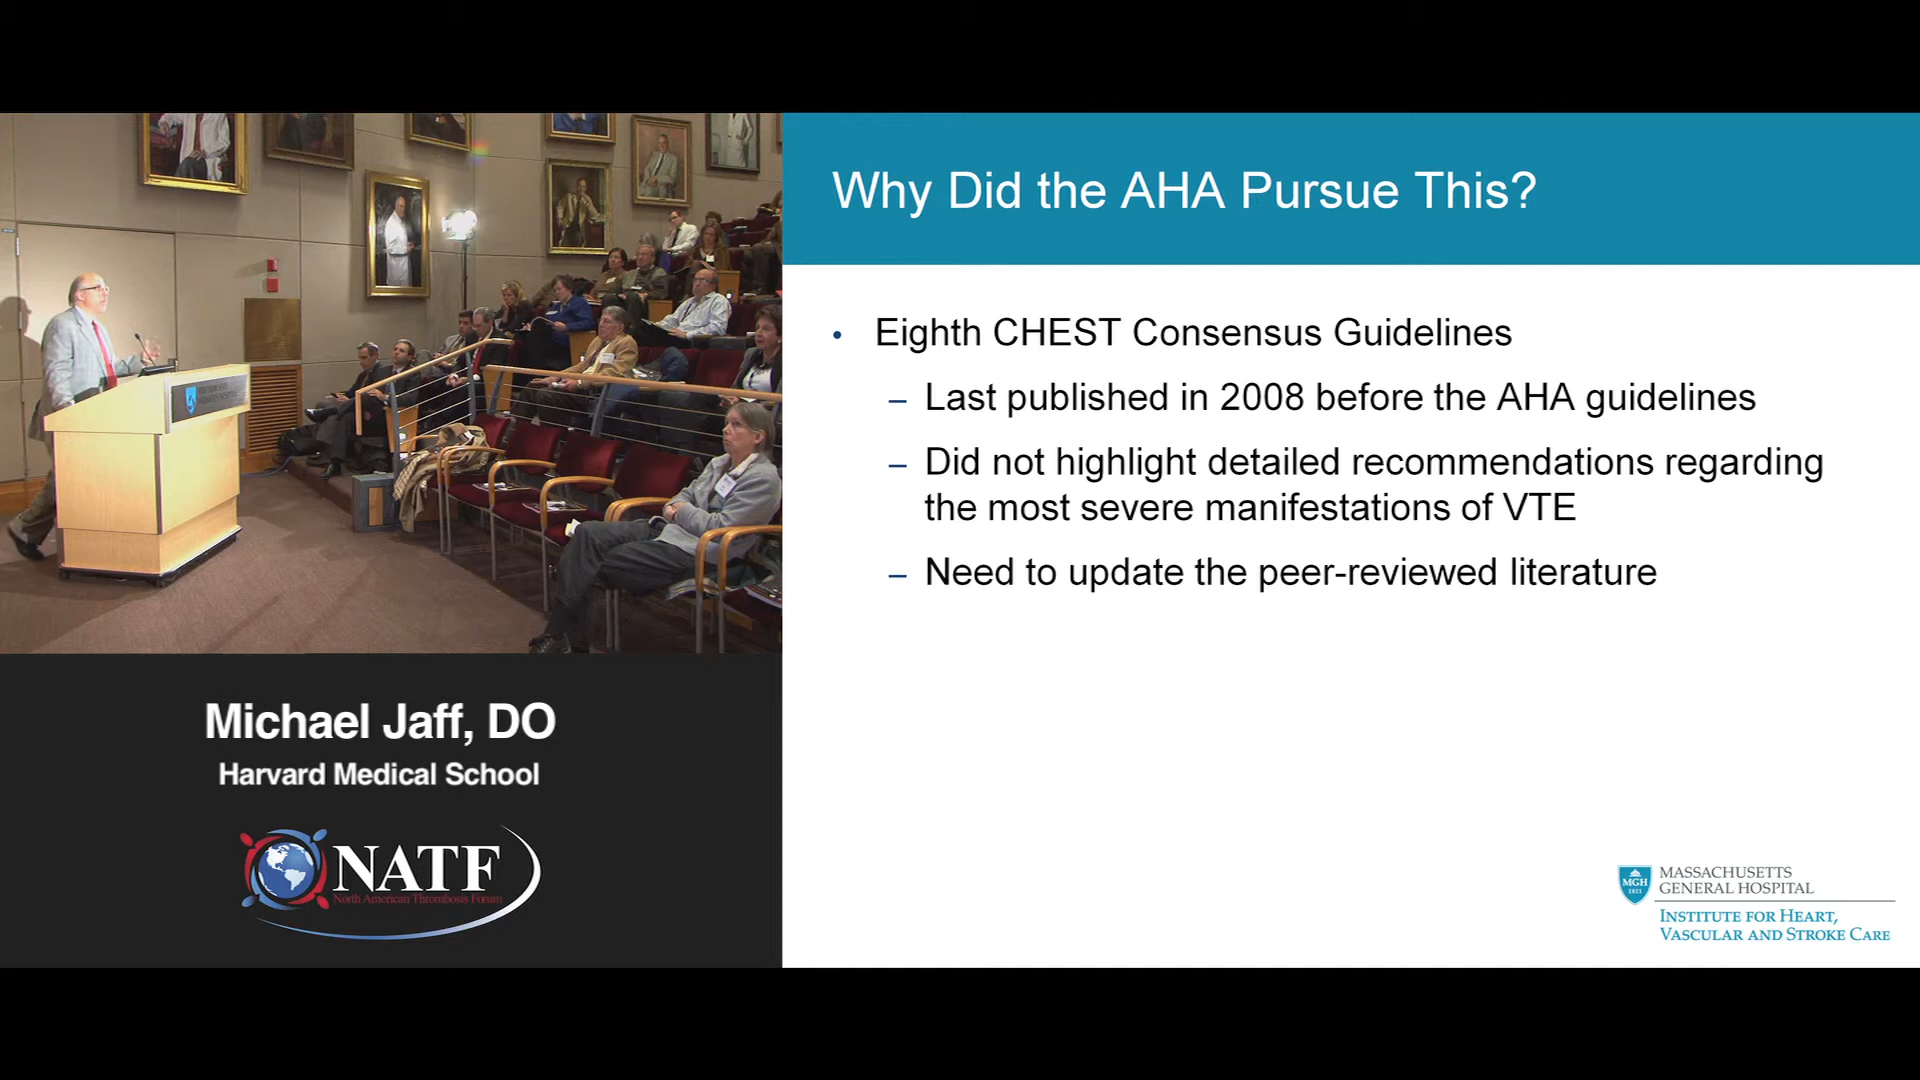 Why Did the AHA Pursue This?
• Eighth CHEST Consensus Guidelines
– Last published in 2008 before the AHA guidelines
– Did not highlight detailed recommendations regarding
the most severe manifestations of VTE
– Need to update the peer-reviewed literature
Michael Jaff, DO
Harvard Medical School
NATF
North American Thrombosis Forum
MGH
1811
MASSACHUSETTS
GENERAL HOSPITAL
INSTITUTE FOR HEART,
VASCULAR AND STROKE CARE